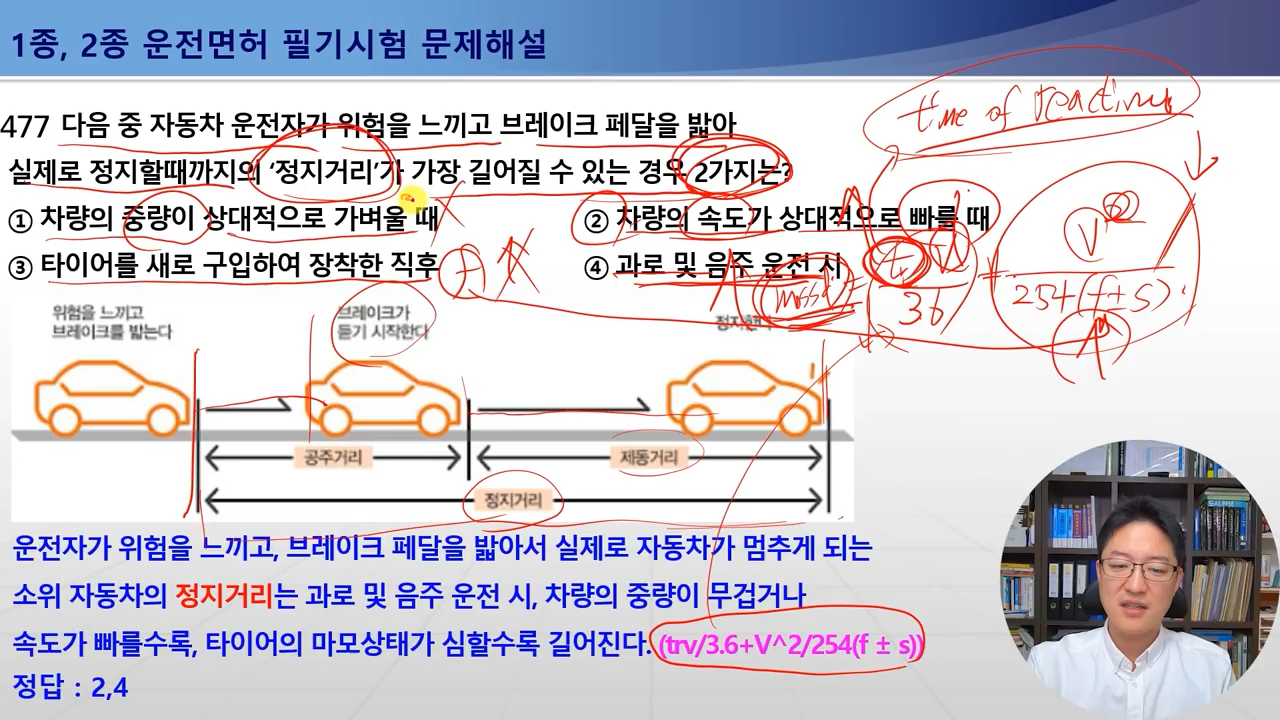 1종, 2종 운전면허 필기시험 문제해설
time of reaction
477 다음 중 자동차 운전자가 위험을 느끼고 브레이크 페달을 밟아
실제로 정지할때까지의 ‘정지거리’가 가장 길어질 수 있는 경우 2가지는?
① 차량의 중량이 상대적으로 가벼울 때
② 차량의 속도가 상대적으로 빠를 때
③ 타이어를 새로 구입하여 장착한 직후
④ 과로 및 음주 운전 시
36
V
254(f±s)
위험을 느끼고
브레이크를 밟는다
브레이크가
듣기 시작한다
공주거리
제동거리
정지거리
운전자가 위험을 느끼고, 브레이크 페달을 밟아서 실제로 자동차가 멈추게 되는
소위 자동차의 정지거리는 과로 및 음주 운전 시, 차량의 중량이 무겁거나
속도가 빠를수록, 타이어의 마모상태가 심할수록 길어진다. (trv/3.6+V^2/254(f ± s))
정답 : 2,4